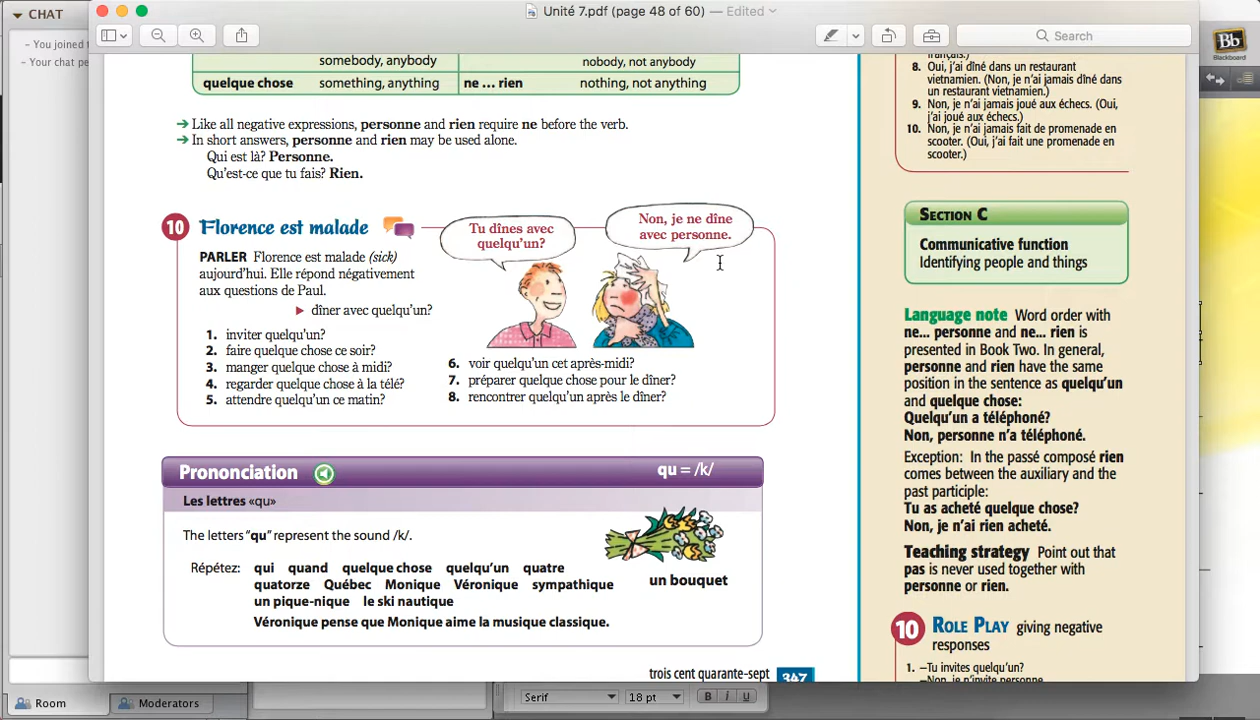 CHAT
Unité 7.pdf (page 48 of 60) — Edited
Search
- You joined t
- Your chat pe
Bb
Blackboard
somebody, anybody
nobody, not anybody
quelque chose something, anything ne ... rien nothing, not anything
→ Like all negative expressions, personne and rien require ne before the verb.
→ In short answers, personne and rien may be used alone.
Qui est là? Personne.
Qu'est-ce que tu fais? Rien.
10 Florence est malade
PARLER Florence est malade (sick)
aujourd'hui. Elle répond négativement
aux questions de Paul.
► dîner avec quelqu'un?
Tu dînes avec
quelqu'un?
Non, je ne dîne
avec personne.
1. inviter quelqu'un?
2. faire quelque chose ce soir?
3. manger quelque chose à midi?
4. regarder quelque chose à la télé?
5. attendre quelqu'un ce matin?
6. voir quelqu'un cet après-midi?
7. préparer quelque chose pour le dîner?
8. rencontrer quelqu'un après le dîner?
Prononciation
qu = /k/
Les lettres «qu»
The letters "qu" represent the sound /k/.
Répétez: qui quand quelque chose quelqu'un quatre
quatorze Québec Monique Véronique sympathique
un pique-nique le ski nautique
Véronique pense que Monique aime la musique classique.
un bouquet
trois cent quarante-sept 347
français.)
8. Oui, j'ai dîné dans un restaurant
vietnamien. (Non, je n'ai jamais dîné dans
un restaurant vietnamien.)
9. Non, je n'ai jamais joué aux échecs. (Oui,
j'ai joué aux échecs.)
10. Non, je n'ai jamais fait de promenade en
scooter. (Oui, j'ai fait une promenade en
scooter.)
SECTION C
Communicative function
Identifying people and things
Language note Word order with
ne... personne and ne... rien is
presented in Book Two. In general,
personne and rien have the same
position in the sentence as quelqu'un
and quelque chose:
Quelqu'un a téléphoné?
Non, personne n'a téléphoné.
Exception: In the passé composé rien
comes between the auxiliary and the
past participle:
Tu as acheté quelque chose?
Non, je n'ai rien acheté.
Teaching strategy Point out that
pas is never used together with
personne or rien.
10 ROLE PLAY giving negative
responses
1. –Tu invites quelqu'un?
–Non, je n'invite personne.
Room
Moderators
Serif
18 pt
B i U